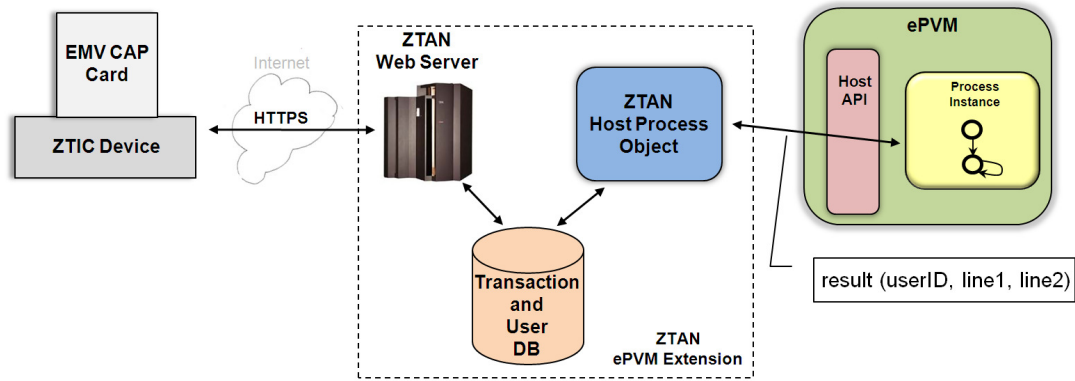 EMV CAP
Card
ZTIC Device
Internet
HTTPS
ZTAN
Web Server
ZTAN
Host Process
Object
Transaction
and
User
DB
ZTAN
ePVM Extension
ePVM
Host
API
Process
Instance
result (userID, line1, line2)